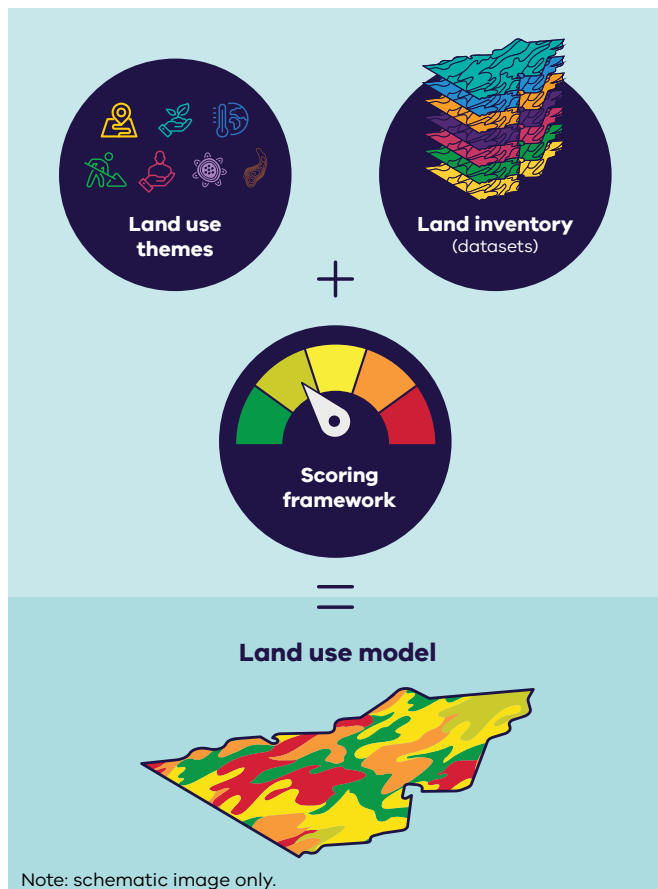 Land use
themes
Land inventory
(datasets)
+
Scoring
framework
=
Land use model
Note: schematic image only.